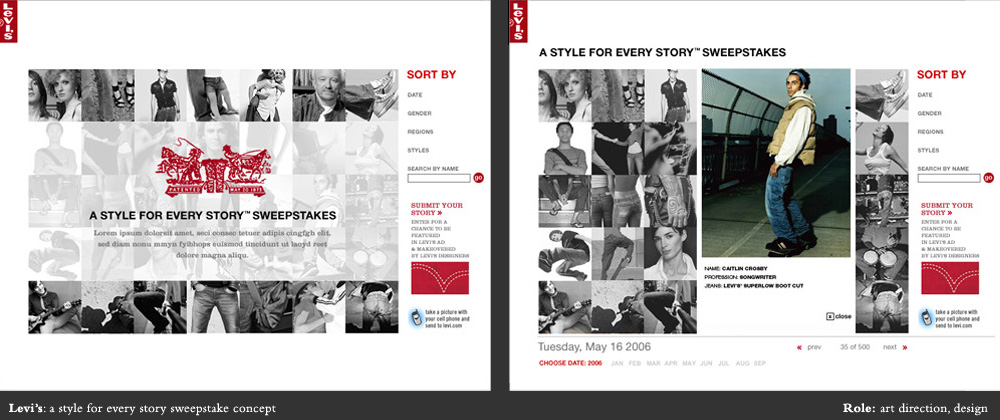 Levi's
SORT BY
DATE
GENDER
REGIONS
STYLES
SEARCH BY NAME
go
SUBMIT YOUR
STORY »
ENTER FOR A
CHANCE TO BE
FEATURED
IN LEVI'S AD
& MAKEOVERED
BY LEVI'S DESIGNERS
take a picture with
your cell phone and
send to levi.com
PATENTED MAY 20 1873
A STYLE FOR EVERY STORY™ SWEEPSTAKES
Lorem ipsum dolorsit amet, seci consec tetuer adipis cingfgh elit,
sed diam nonu mmyn fyibhops euismod tincidunt ut laoyd reet
dolore magna aliqu.
Levi's
A STYLE FOR EVERY STORY™ SWEEPSTAKES
SORT BY
DATE
GENDER
REGIONS
STYLES
SEARCH BY NAME
go
SUBMIT YOUR
STORY »
ENTER FOR A
CHANCE TO BE
FEATURED
IN LEVI'S AD
& MAKEOVERED
BY LEVI'S DESIGNERS
take a picture with
your cell phone and
send to levi.com
NAME: CAITLIN CROSBY
PROFESSION: SONGWRITER
JEANS: LEVI'S® SUPERLOW BOOT CUT
x close
Tuesday, May 16 2006
« prev 35 of 500 next »
CHOOSE DATE: 2006 JAN FEB MAR APR MAY JUN JUL AUG SEP
Levi's: a style for every story sweepstake concept
Role: art direction, design